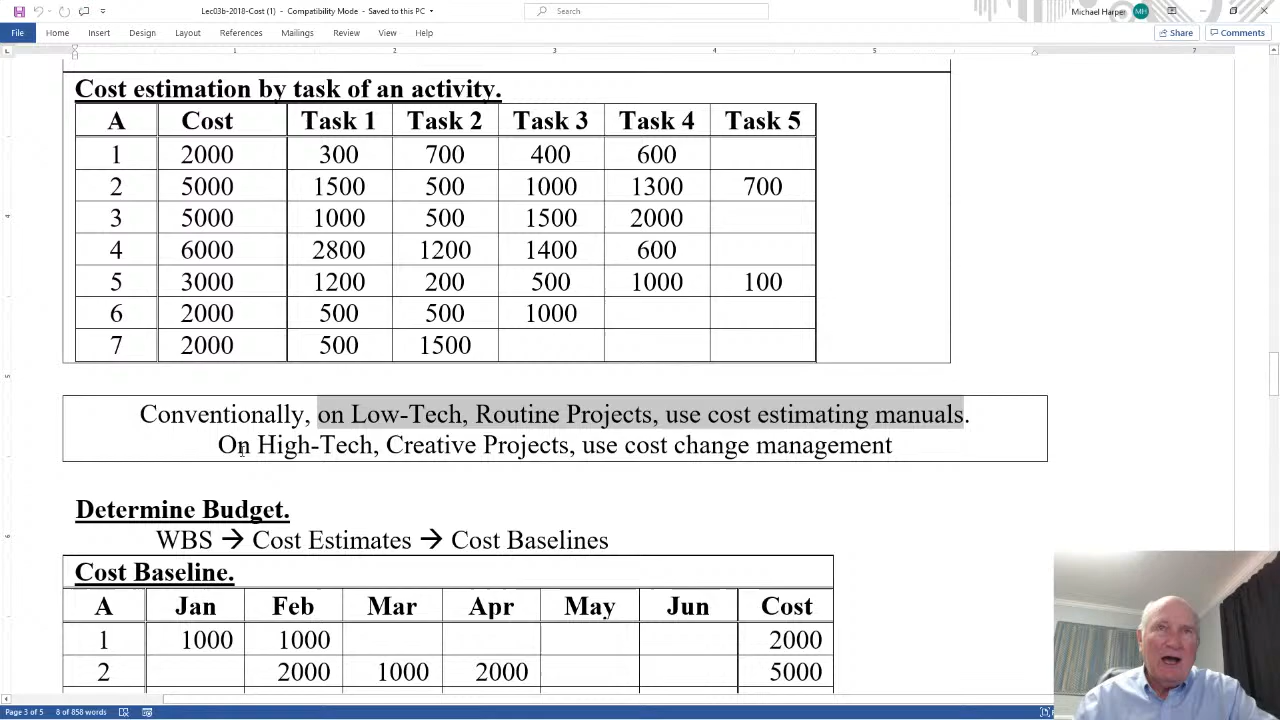 Lec03b-2018-Cost (1) - Compatibility Mode - Saved to this PC
Search
Michael Harper MH
File Home Insert Design Layout References Mailings Review View Help Share Comments
1 2 3 4 5 7
Cost estimation by task of an activity.
A Cost Task 1 Task 2 Task 3 Task 4 Task 5
1 2000 300 700 400 600
2 5000 1500 500 1000 1300 700
3 5000 1000 500 1500 2000
4 6000 2800 1200 1400 600
5 3000 1200 200 500 1000 100
6 2000 500 500 1000
7 2000 500 1500
Conventionally, on Low-Tech, Routine Projects, use cost estimating manuals.
On High-Tech, Creative Projects, use cost change management
Determine Budget.
WBS → Cost Estimates → Cost Baselines
Cost Baseline.
A Jan Feb Mar Apr May Jun Cost
1 1000 1000 2000
2 2000 1000 2000 5000
Page 3 of 5 8 of 858 words